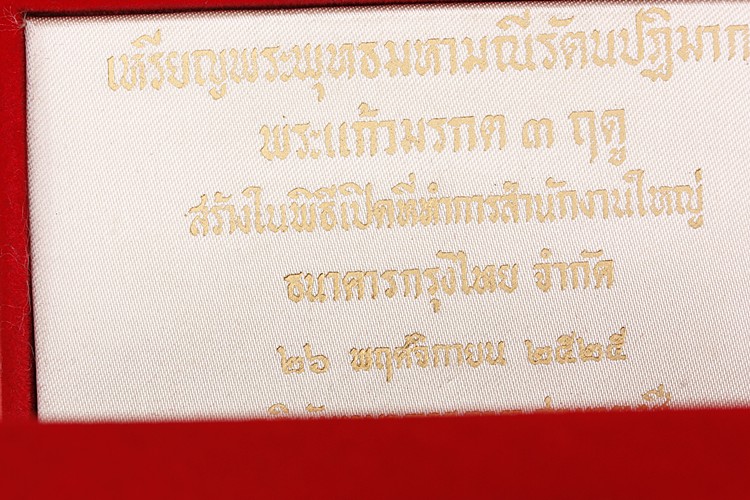 เหรียญพระพุทธมหามณีรัตนปฏิมาก
พระแก้วมรกต ๓ ฤดู
สร้างในพิธีเปิดที่ทำการสำนักงานใหญ่
ธนาคารกรุงไทย จำกัด
๒๖ พฤศจิกายน ๒๕๒๕